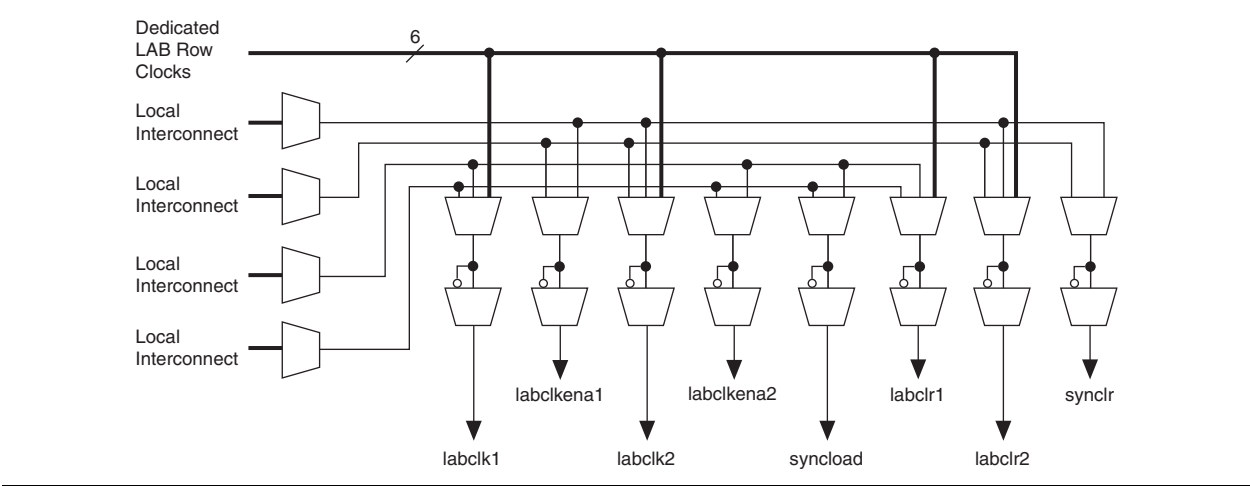 Dedicated
LAB Row
Clocks
6
Local
Interconnect
Local
Interconnect
Local
Interconnect
Local
Interconnect
labclkena1
labclkena2
labclr1
synclr
labclk1
labclk2
syncload
labclr2